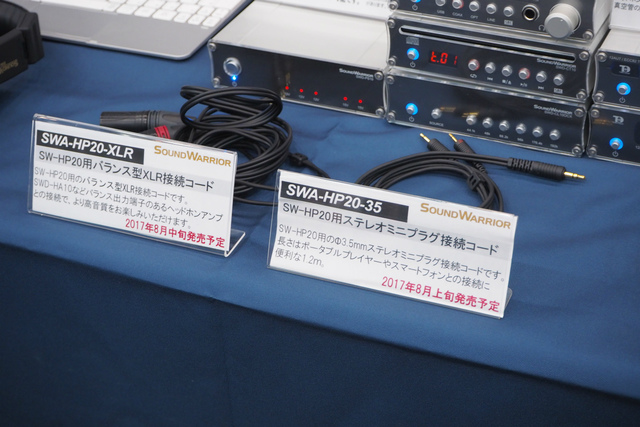 SWA-HP20-XLR
SOUNDWARRIOR
SW-HP20用バランス型XLR接続コード
SW-HP20用のバランス型XLR接続コードです。
SWD-HA10などバランス出力端子のあるヘッドホンアンプ
との接続で、より高音質をお楽しみいただけます。
2017年8月中旬発売予定
SWA-HP20-35
SOUNDWARRIOR
SW-HP20用ステレオミニプラグ接続コード
SW-HP20用のΦ3.5mmステレオミニプラグ接続コードです。
長さはポータブルプレイヤーやスマートフォンとの接続に
便利な1.2m。
2017年8月上旬発売予定
SOUNDWARRIOR
SOUNDWARRIOR
SOUNDWARRIOR
t.01